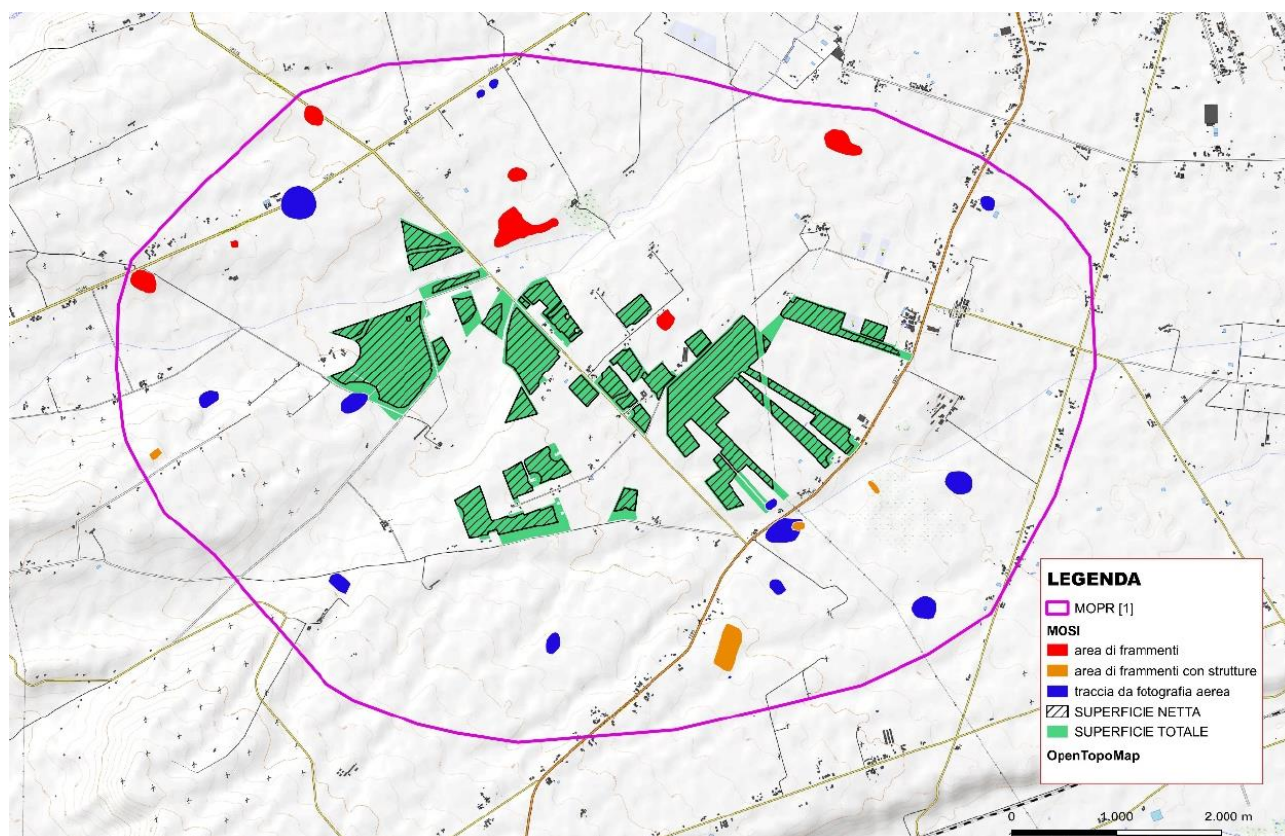 LEGENDA
MOPR [1]
MOSI
area di frammenti
area di frammenti con strutture
traccia da fotografia aerea
SUPERFICIE NETTA
SUPERFICIE TOTALE
OpenTopoMap
0 1.000 2.000 m